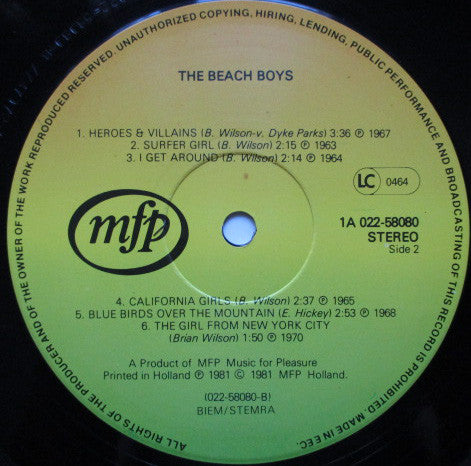 ALL RIGHTS OF THE PRODUCER AND OF THE OWNER OF THE WORK REPRODUCED RESERVED. UNAUTHORIZED COPYING, HIRING, LENDING, PUBLIC PERFORMANCE AND BROADCASTING OF THIS RECORD IS PROHIBITED. MADE IN EEC.
THE BEACH BOYS
1. HEROES & VILLAINS (B. Wilson-v. Dyke Parks) 3:36 ℗ 1967
2. SURFER GIRL (B. Wilson) 2:15 ℗ 1963
3. I GET AROUND (B. Wilson) 2:14 ℗ 1964
LC 0464
mfp
1A 022-58080
STEREO
Side 2
4. CALIFORNIA GIRLS (B. Wilson) 2:37 ℗ 1965
5. BLUE BIRDS OVER THE MOUNTAIN (E. Hickey) 2:53 ℗ 1968
6. THE GIRL FROM NEW YORK CITY
(Brian Wilson) 1:50 ℗ 1970
A Product of MFP Music for Pleasure
Printed in Holland ℗ 1981 © 1981 MFP Holland.
(022-58080-B)
BIEM/STEMRA